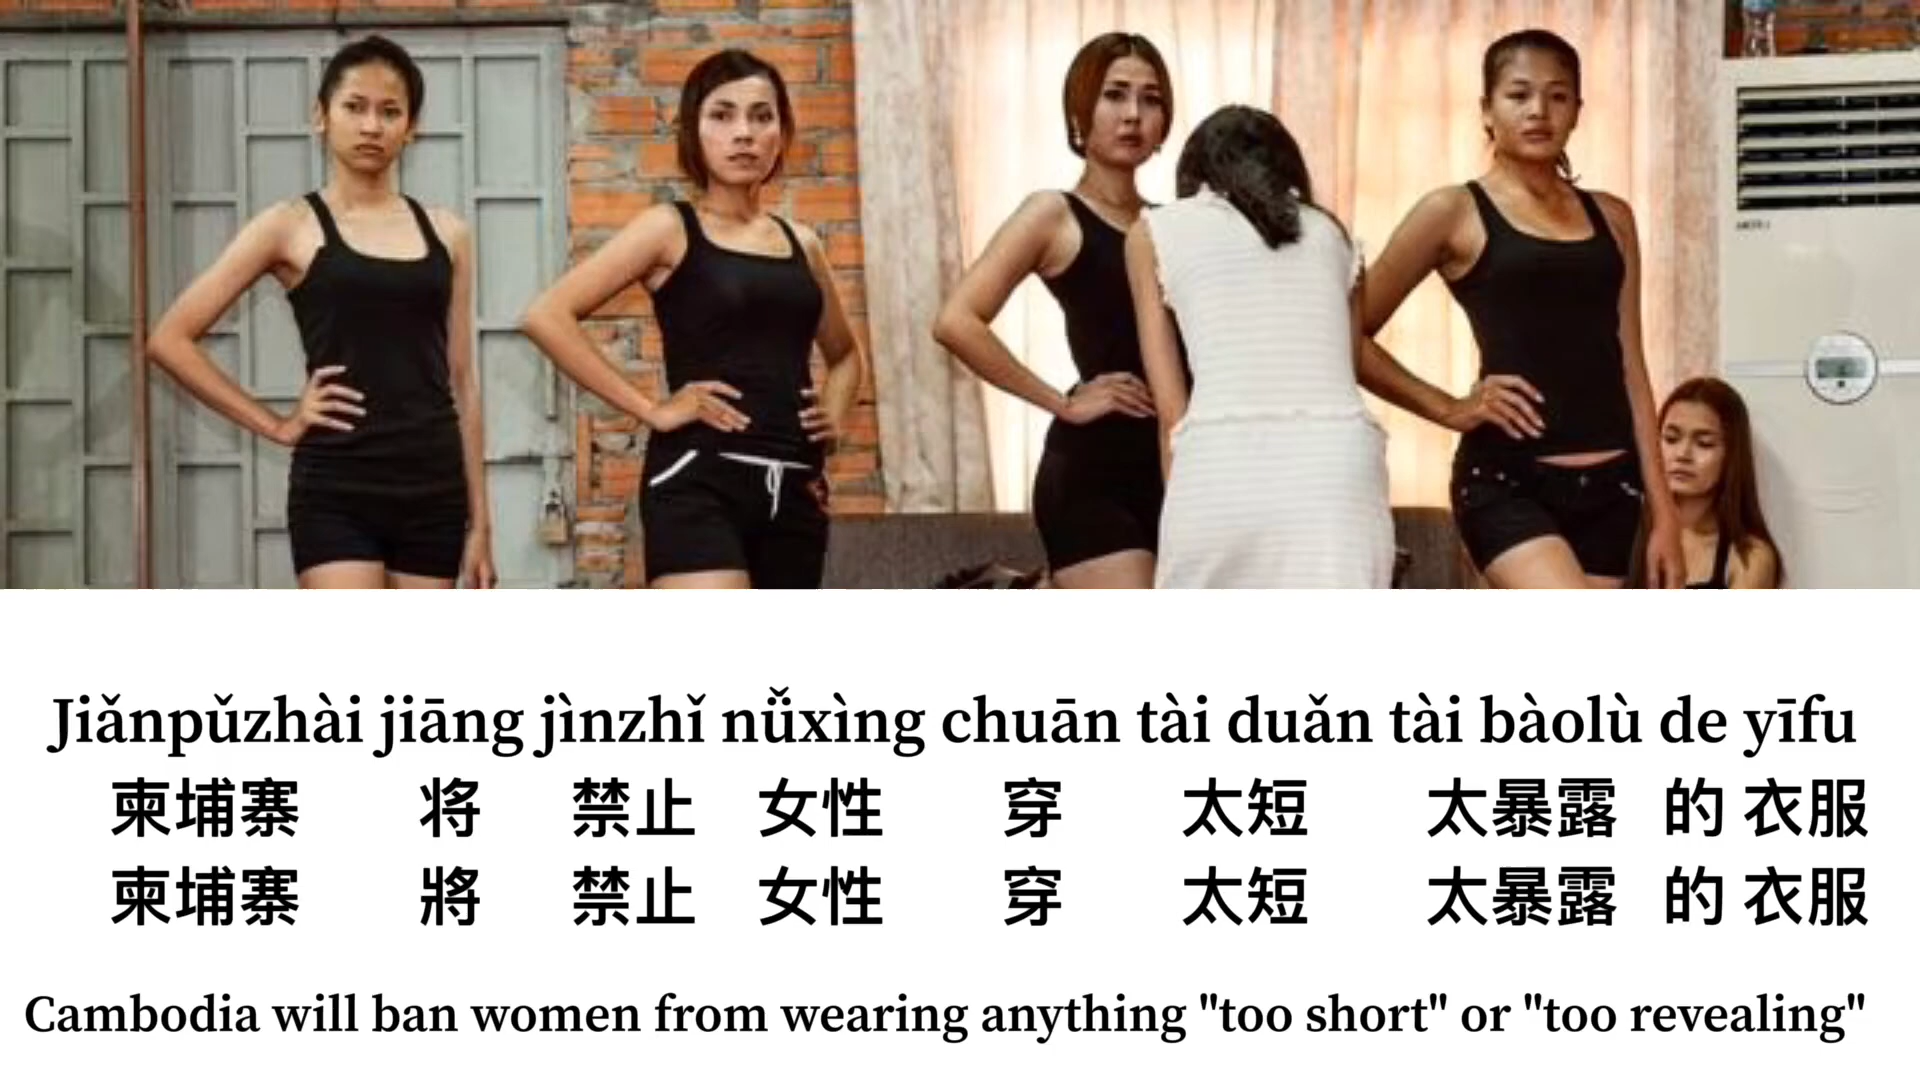 Jiǎnpǔzhài jiāng jìnzhǐ nǚxìng chuān tài duǎn tài bàolù de yīfu
柬埔寨 将 禁止 女性 穿 太短 太暴露 的 衣服
柬埔寨 將 禁止 女性 穿 太短 太暴露 的 衣服
Cambodia will ban women from wearing anything "too short" or "too revealing"